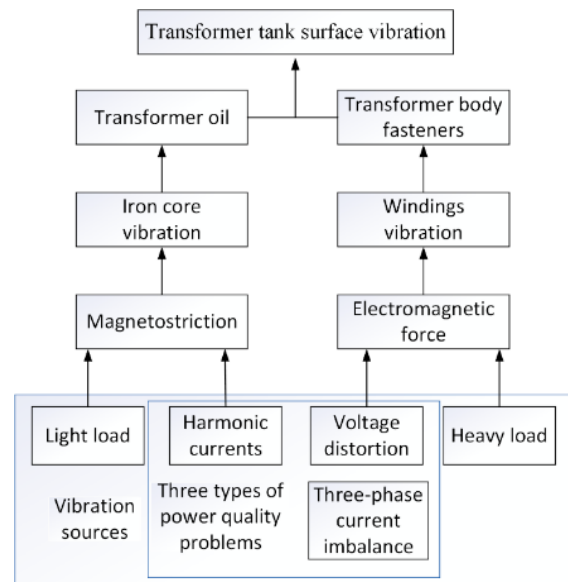 Transformer tank surface vibration
Transformer oil
Transformer body
fasteners
Iron core
vibration
Windings
vibration
Magnetostriction
Electromagnetic
force
Light load
Harmonic
currents
Voltage
distortion
Heavy load
Vibration
sources
Three types of
power quality
problems
Three-phase
current
imbalance